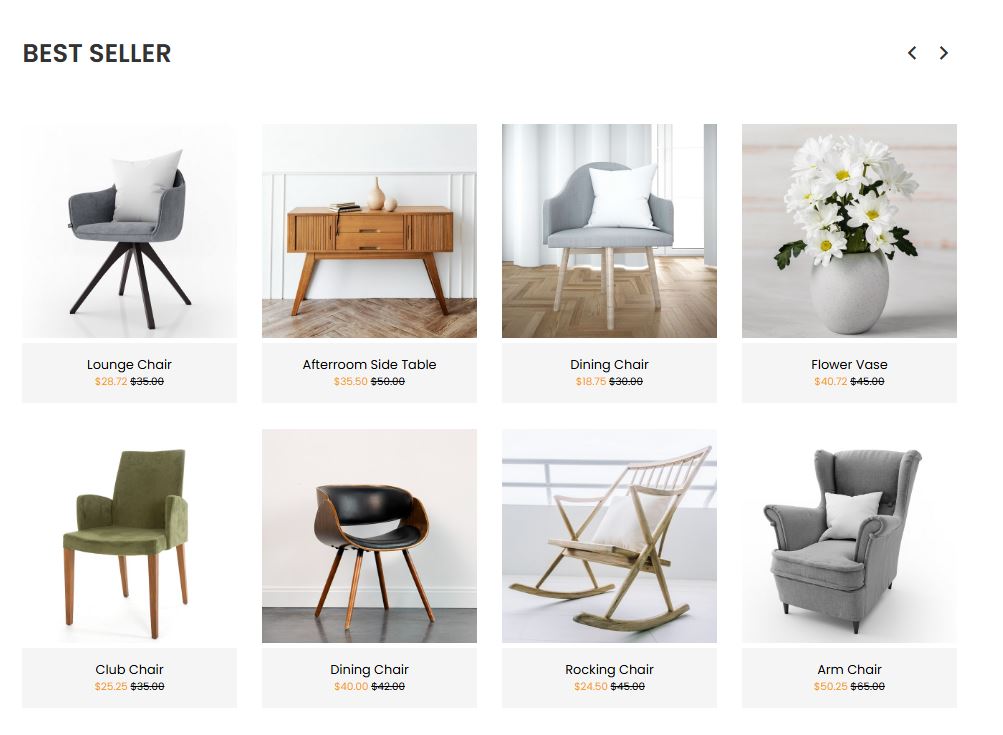 BEST SELLER
Lounge Chair
$28.72 $35.00
Afterroom Side Table
$35.50 $50.00
Dining Chair
$18.75 $30.00
Flower Vase
$40.72 $45.00
Club Chair
$25.25 $35.00
Dining Chair
$40.00 $42.00
Rocking Chair
$24.50 $45.00
Arm Chair
$50.25 $65.00